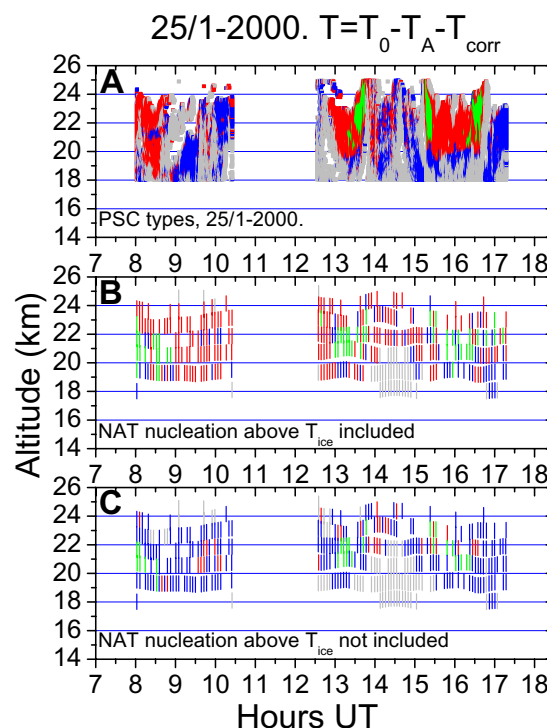 25/1-2000. T=T0-TA-Tcorr
26
A
24
22
20
18
16
PSC types, 25/1-2000.
14
7 8 9 10 11 12 13 14 15 16 17 18
26
B
24
22
20
18
16
NAT nucleation above Tice included
14
7 8 9 10 11 12 13 14 15 16 17 18
26
C
24
22
20
18
16
NAT nucleation above Tice not included
14
7 8 9 10 11 12 13 14 15 16 17 18
Altitude (km)
Hours UT